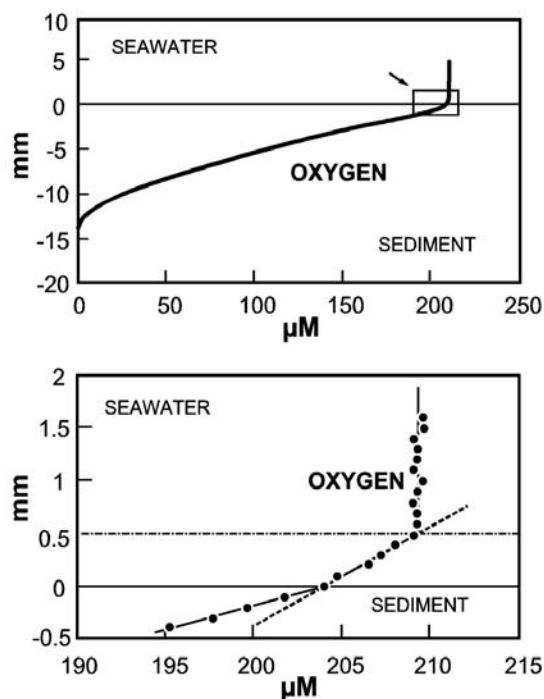 10
SEAWATER
5
0
mm
-5
OXYGEN
-10
-15
SEDIMENT
-20
0 50 100 150 200 250
µM
2
SEAWATER
1.5
OXYGEN
1
mm
0.5
0
SEDIMENT
-0.5
190 195 200 205 210 215
µM